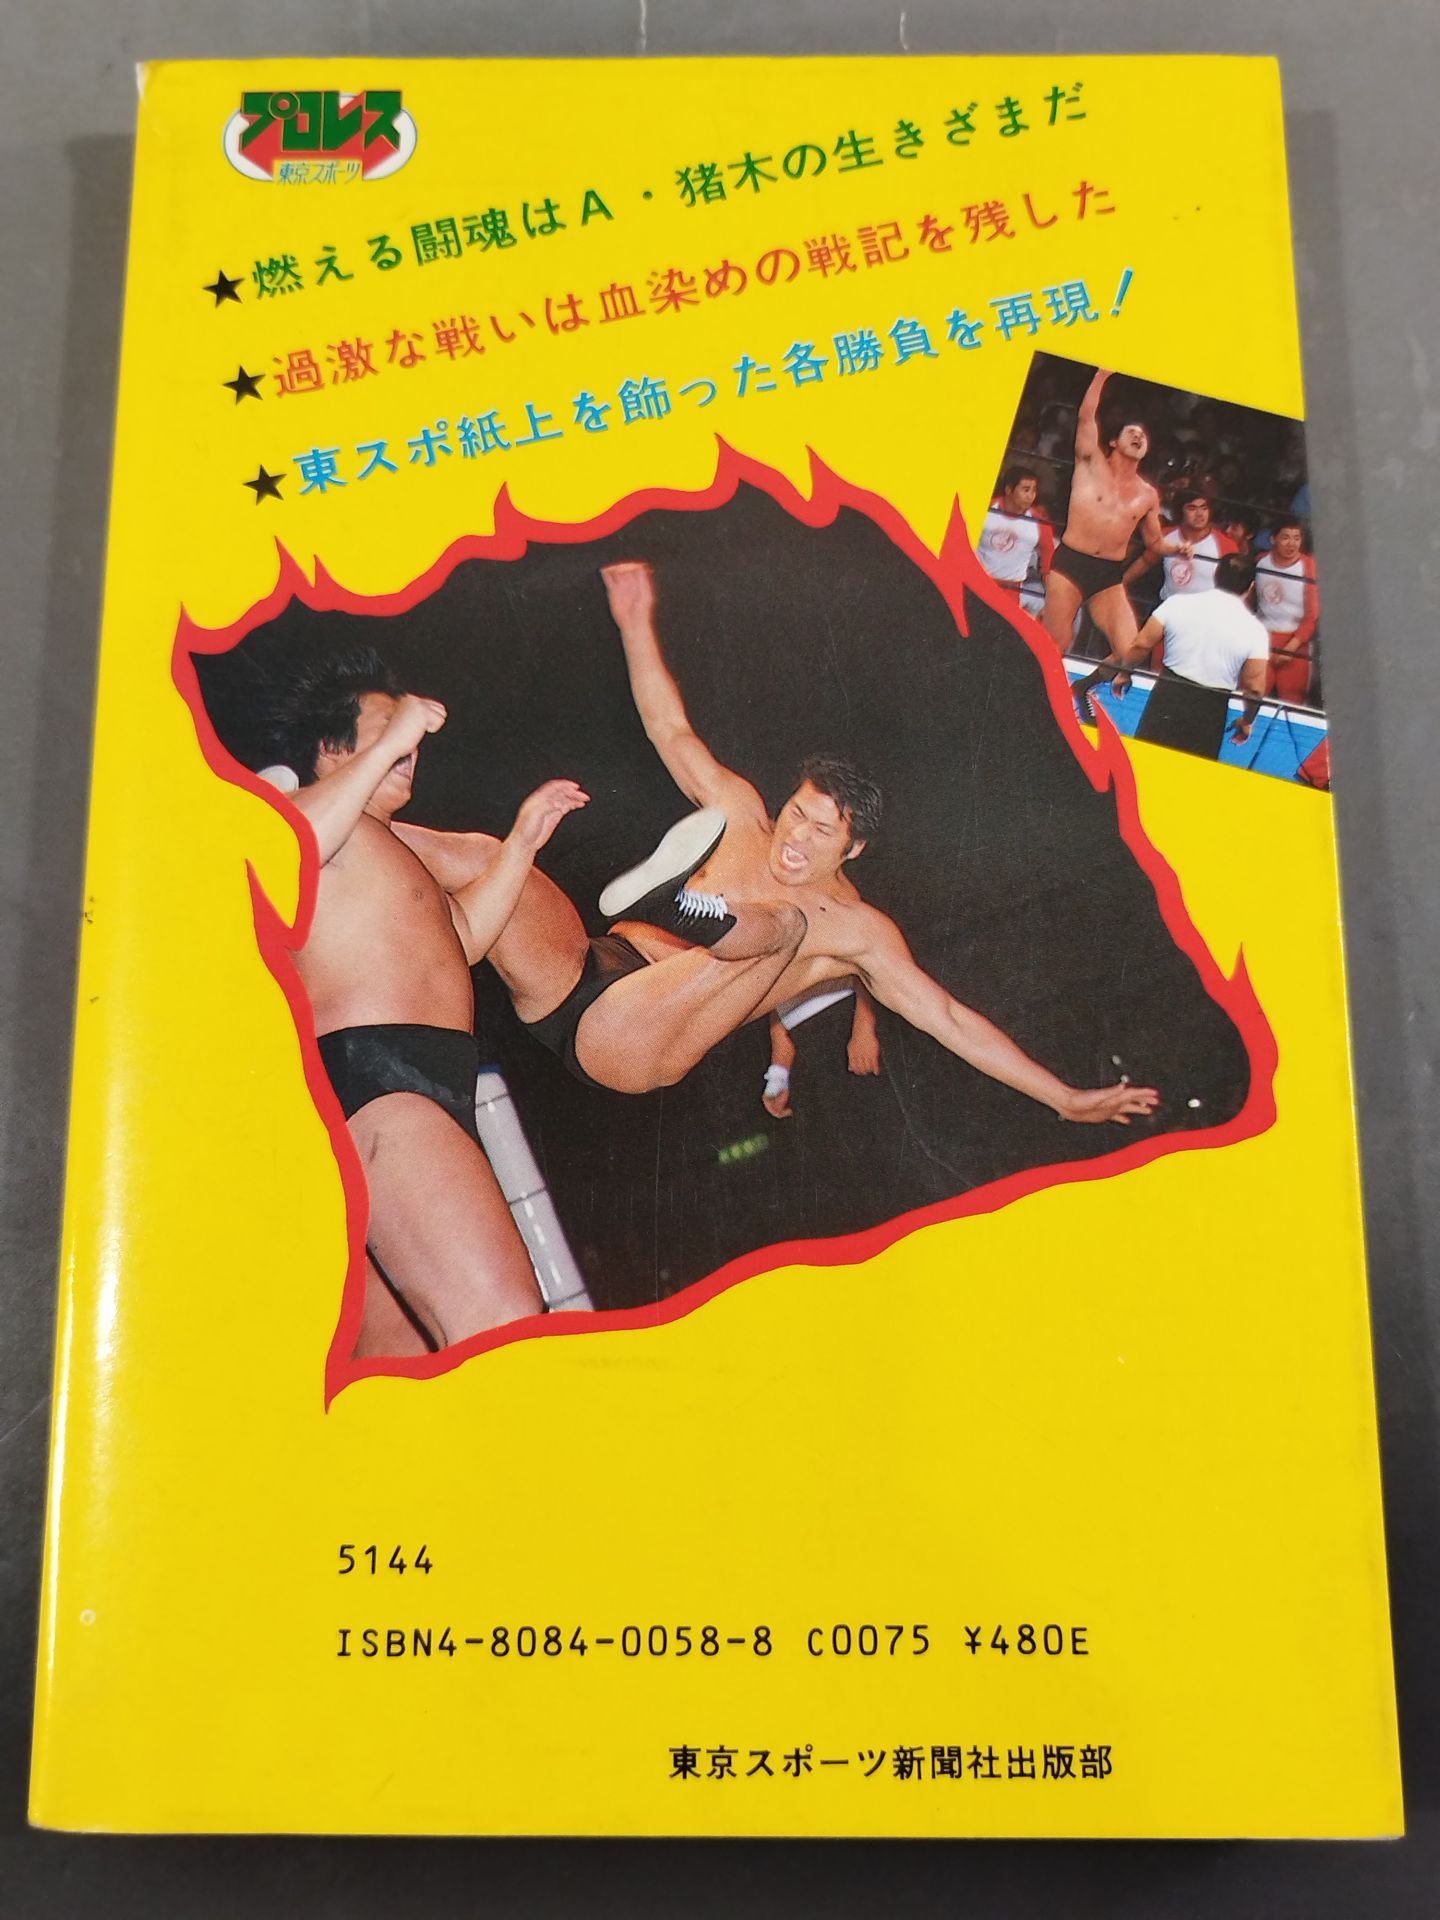 プロレス
東京スポーツ
★燃える闘魂はA・猪木の生きざまだ
★過激な戦いは血染めの戦記を残した
★東スポ紙上を飾った各勝負を再現!
5144
ISBN4-8084-0058-8 C0075 ¥480E
東京スポーツ新聞社出版部